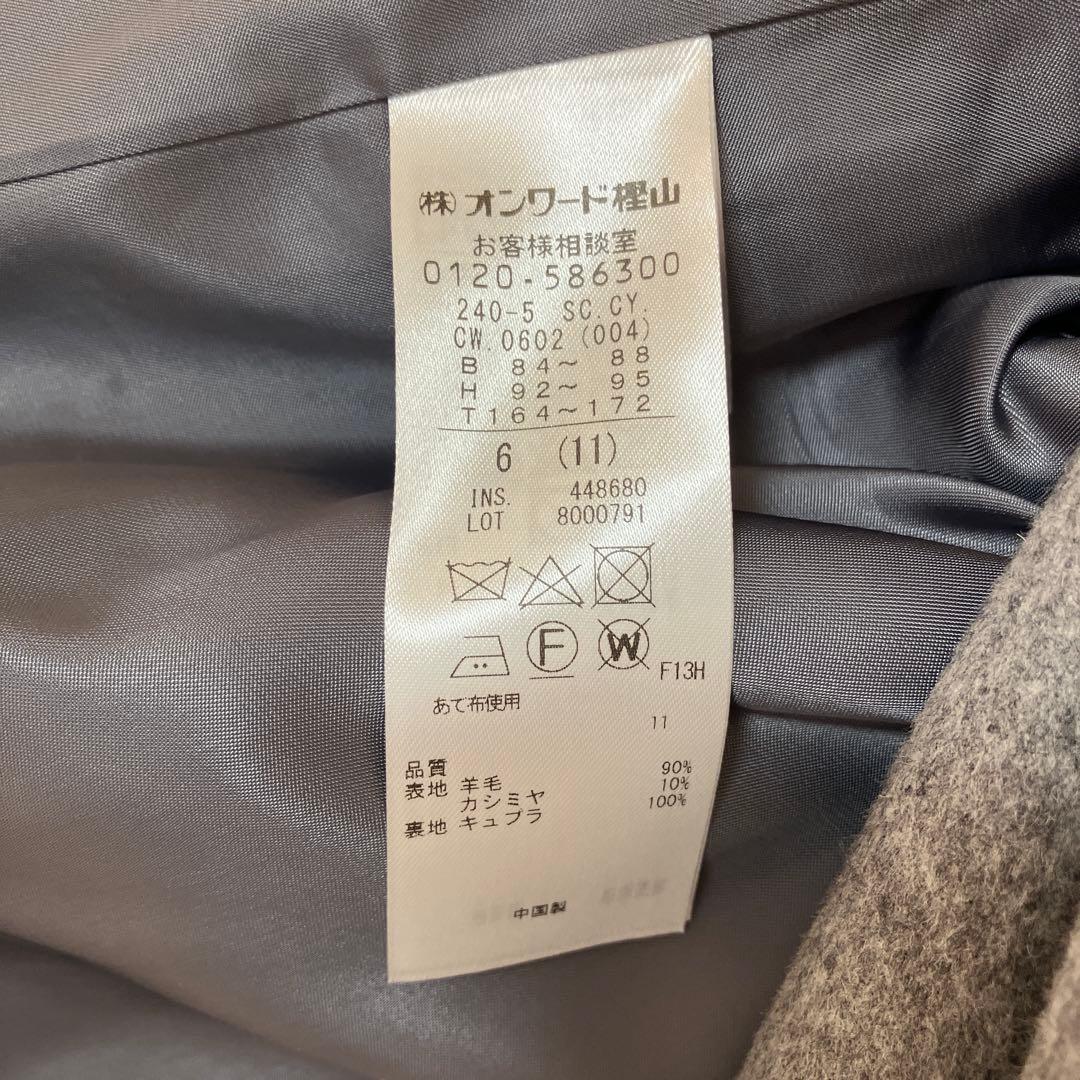 ㈱オンワード樫山
お客様相談室
0120-586300
240-5 SC.CY.
CW.0602 (004)
B 84～ 88
H 92～ 95
T164～172
6 (11)
INS. 448680
LOT 8000791
F W
F13H
あて布使用
11
品質
表地 羊毛 90%
カシミヤ 10%
裏地 キュプラ 100%
中国製